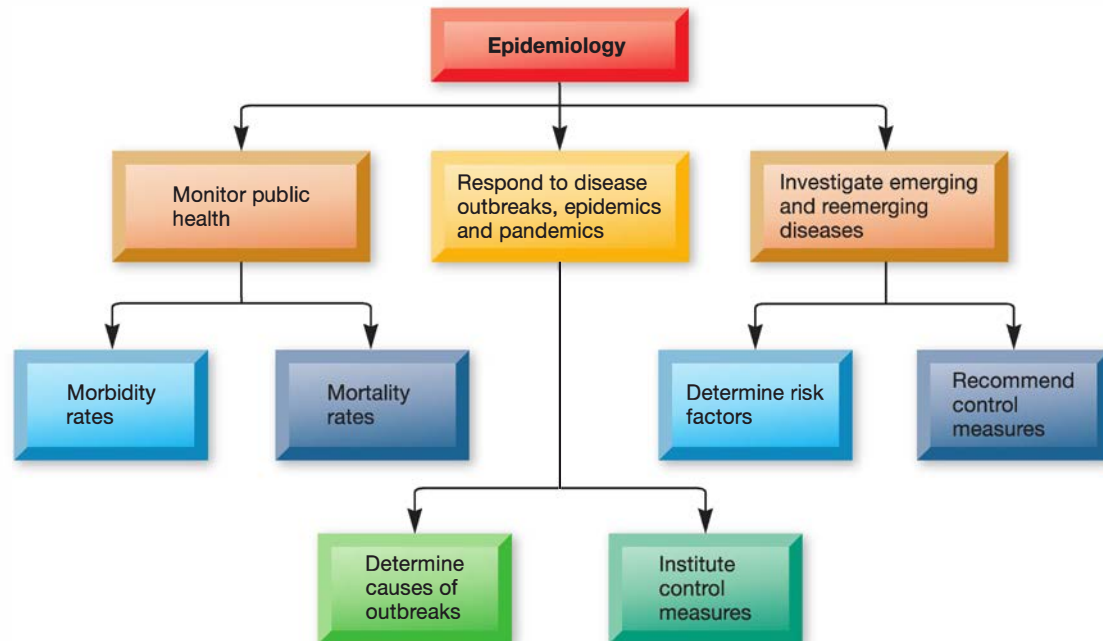 Epidemiology
Monitor public
health
Respond to disease
outbreaks, epidemics
and pandemics
Investigate emerging
and reemerging
diseases
Morbidity
rates
Mortality
rates
Determine risk
factors
Recommend
control
measures
Determine
causes of
outbreaks
Institute
control
measures